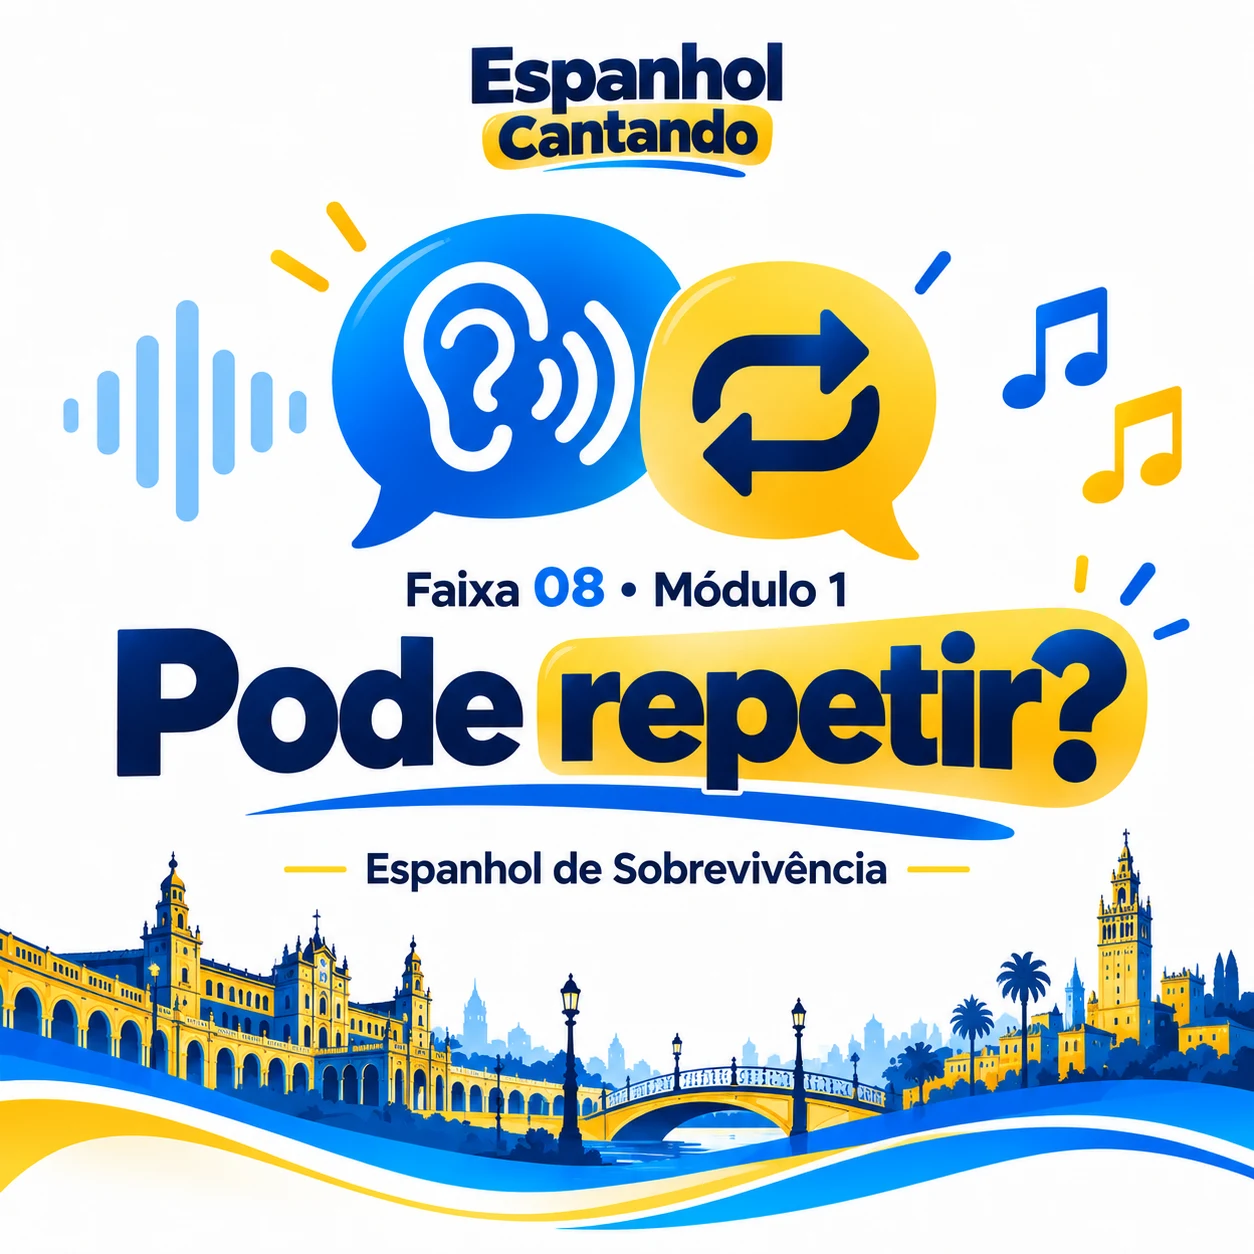 Espanhol
Cantando
Faixa 08 • Módulo 1
Pode repetir?
Espanhol de Sobrevivência